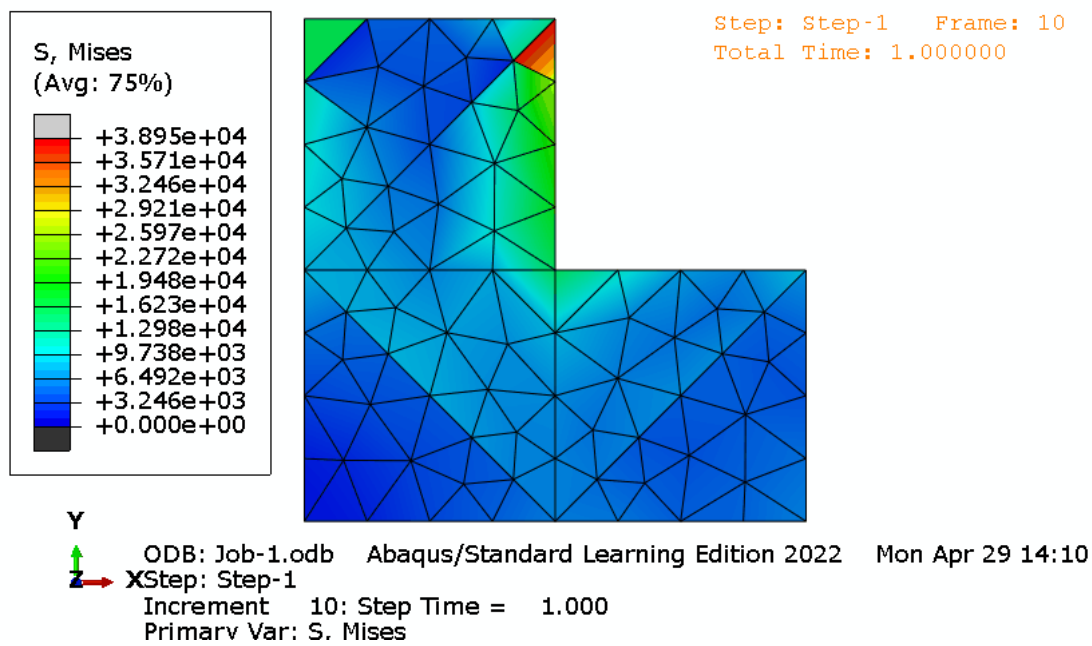 S, Mises
(Avg: 75%)
+3.895e+04
+3.571e+04
+3.246e+04
+2.921e+04
+2.597e+04
+2.272e+04
+1.948e+04
+1.623e+04
+1.298e+04
+9.738e+03
+6.492e+03
+3.246e+03
+0.000e+00
Step: Step-1 Frame: 10
Total Time: 1.000000
Y
Z
X
ODB: Job-1.odb Abaqus/Standard Learning Edition 2022 Mon Apr 29 14:10
Step: Step-1
Increment 10: Step Time = 1.000
Primary Var: S, Mises